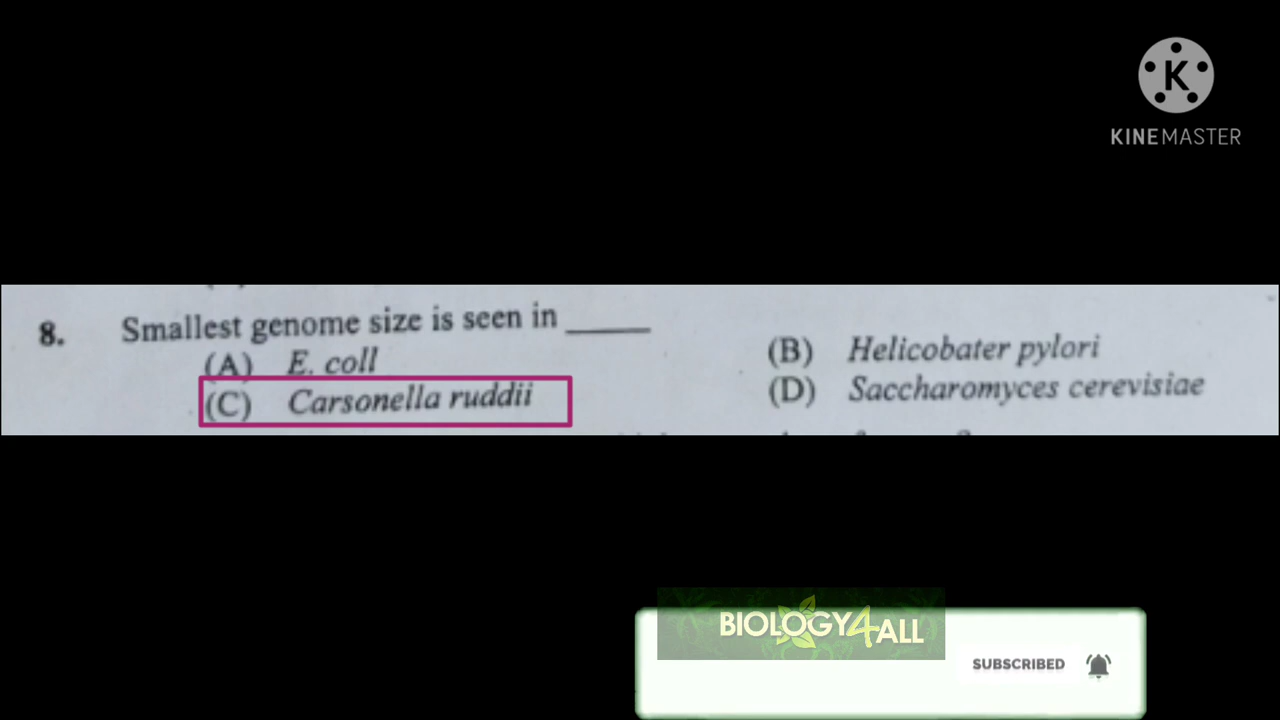 K
KINEMASTER
8. Smallest genome size is seen in ______
(A) E. coll
(B) Helicobater pylori
(C) Carsonella ruddii
(D) Saccharomyces cerevisiae
BIOLOGY4ALL
SUBSCRIBED